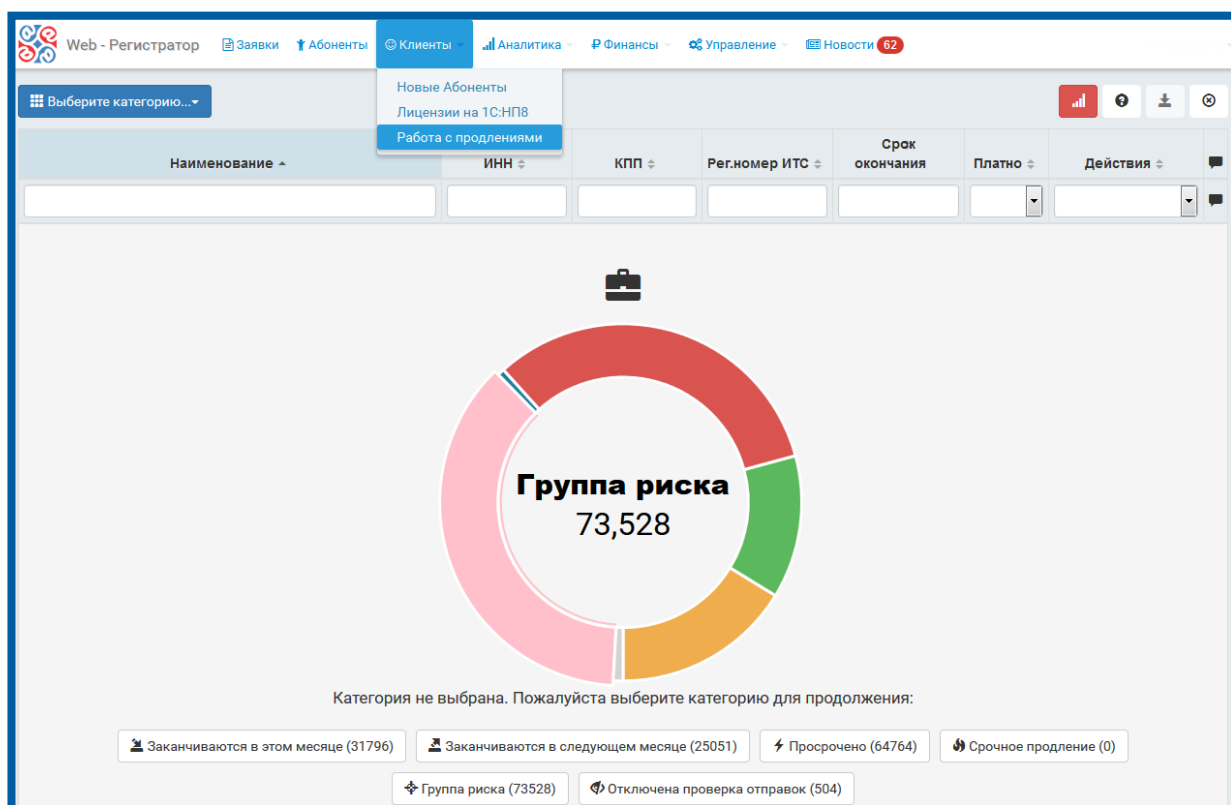 Web - Регистратор Заявки Абоненты Клиенты Аналитика Финансы Управление Новости 62
Новые Абоненты
Лицензии на 1С:НП8
Работа с продлениями
Выберите категорию...
Наименование ИНН КПП Рег.номер ИТС Срок окончания Платно Действия
Группа риска
73,528
Категория не выбрана. Пожалуйста выберите категорию для продолжения:
Заканчиваются в этом месяце (31796) Заканчиваются в следующем месяце (25051) Просрочено (64764) Срочное продление (0)
Группа риска (73528) Отключена проверка отправок (504)